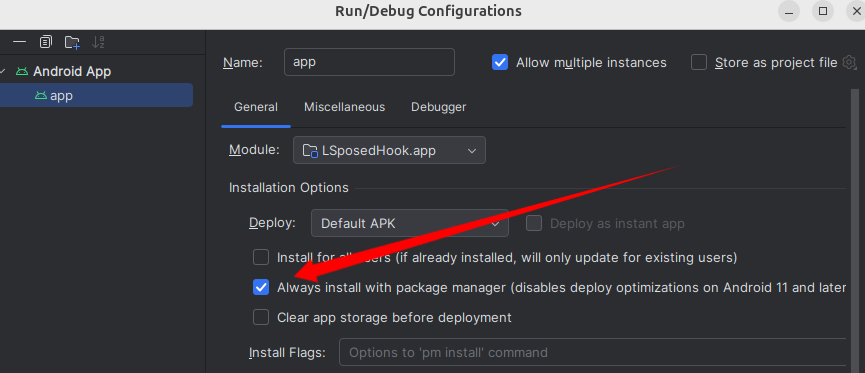 Run/Debug Configurations
Android App
app
Name: app
Allow multiple instances
Store as project file
General Miscellaneous Debugger
Module: LSposedHook.app
Installation Options
Deploy: Default APK
Deploy as instant app
Install for users (if already installed, will only update for existing users)
Always install with package manager (disables deploy optimizations on Android 11 and later
Clear app storage before deployment
Install Flags: Options to 'pm install' command